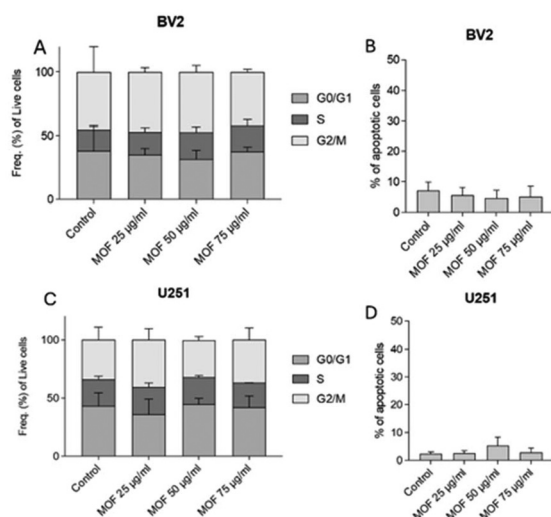 A
BV2
Freq. (%) of Live cells
100
50
0
G0/G1
S
G2/M
Control
MOF 25 µg/ml
MOF 50 µg/ml
MOF 75 µg/ml
B
BV2
% of apoptotic cells
50
40
30
20
10
0
Control
MOF 25 µg/ml
MOF 50 µg/ml
MOF 75 µg/ml
C
U251
Freq. (%) of Live cells
100
50
0
G0/G1
S
G2/M
Control
MOF 25 µg/ml
MOF 50 µg/ml
MOF 75 µg/ml
D
U251
% of apoptotic cells
50
40
30
20
10
0
Control
MOF 25 µg/ml
MOF 50 µg/ml
MOF 75 µg/ml